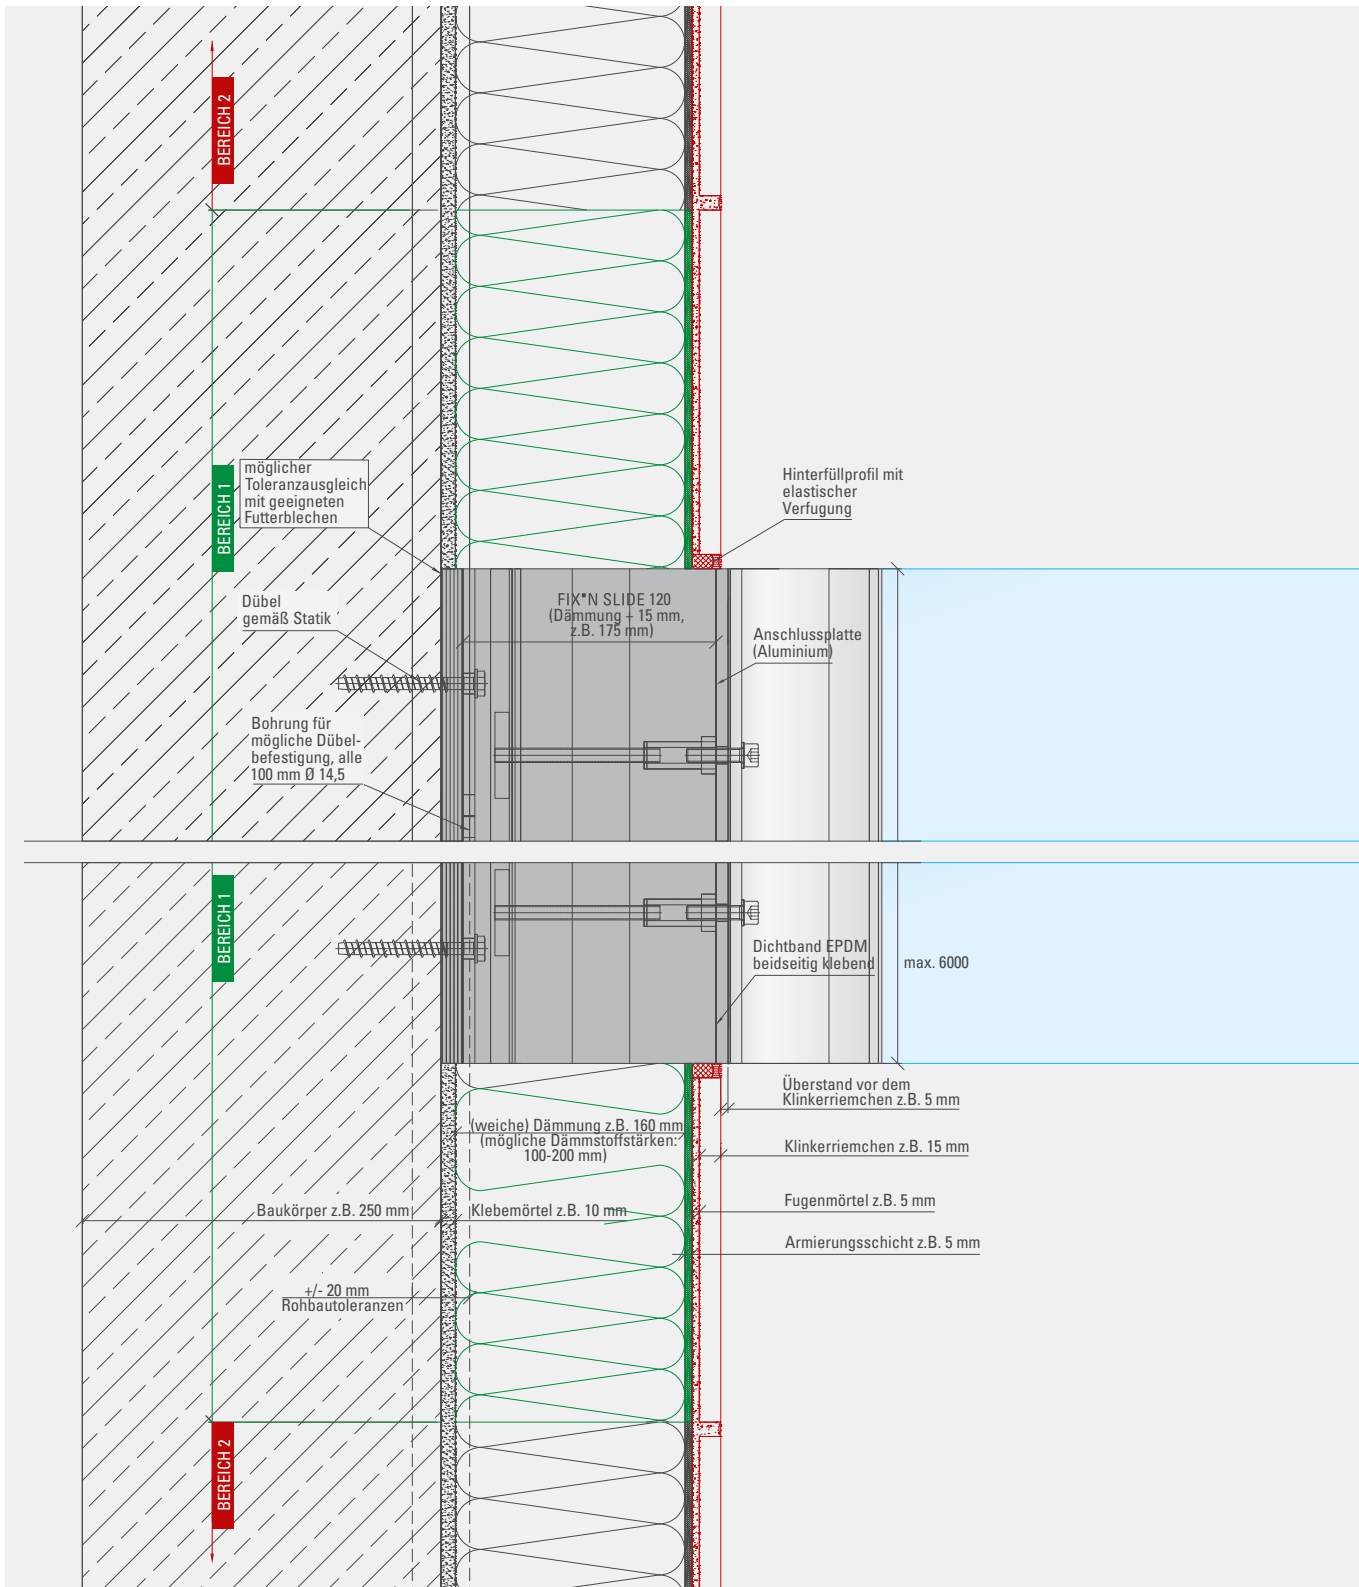 BEREICH 2
BEREICH 1
möglicher
Toleranzausgleich
mit geeigneten
Futterblechen
Hinterfüllprofil mit
elastischer
Verfugung
Dübel
gemäß Statik
FIX"N SLIDE 120
(Dämmung + 15 mm,
z.B. 175 mm)
Anschlussplatte
(Aluminium)
Bohrung für
mögliche Dübel-
befestigung, alle
100 mm Ø 14,5
BEREICH 1
Dichtband EPDM
beidseitig klebend
max. 6000
Überstand vor dem
Klinkerriemchen z.B. 5 mm
(weiche) Dämmung z.B. 160 mm
(mögliche Dämmstoffstärken:
100-200 mm)
Klinkerriemchen z.B. 15 mm
Baukörper z.B. 250 mm
Klebemörtel z.B. 10 mm
Fugenmörtel z.B. 5 mm
Armierungsschicht z.B. 5 mm
+/- 20 mm
Rohbautoleranzen
BEREICH 2